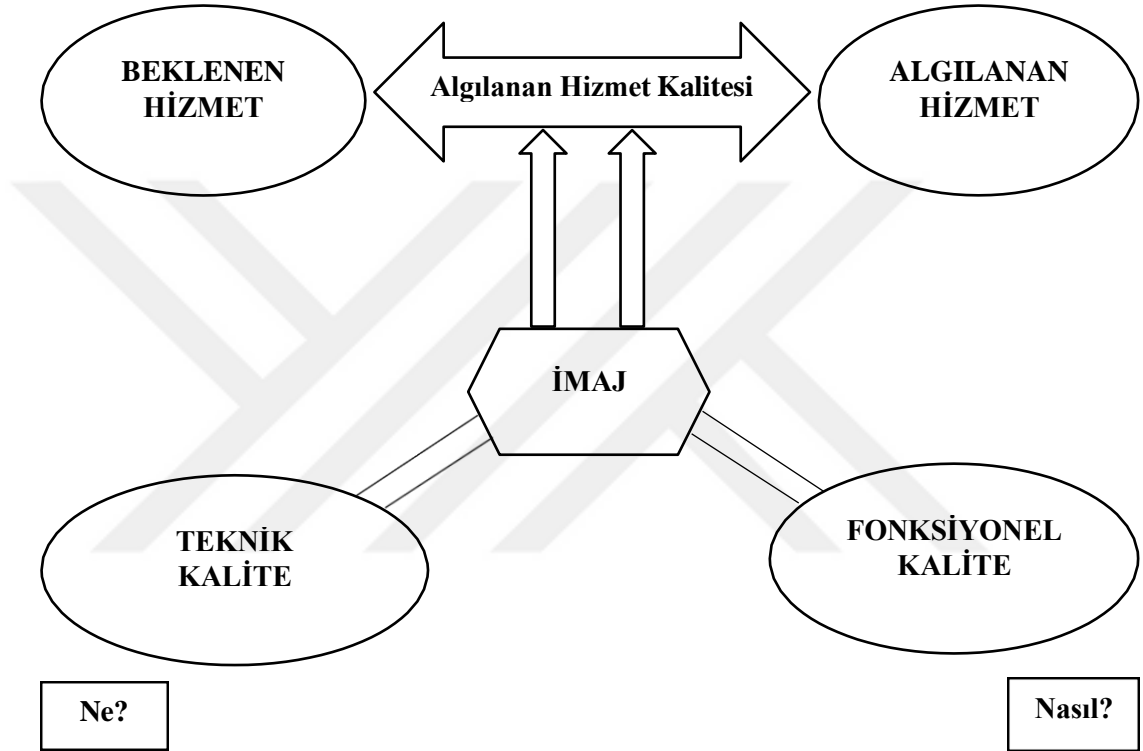 BEKLENEN
HİZMET
Algılanan Hizmet Kalitesi
ALGILANAN
HİZMET
İMAJ
TEKNİK
KALİTE
FONKSİYONEL
KALİTE
Ne?
Nasıl?